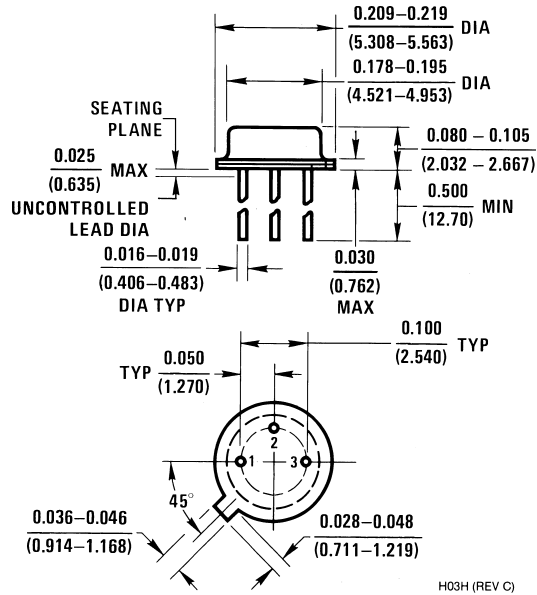 0.209–0.219
(5.308–5.563)
DIA
0.178–0.195
(4.521–4.953)
DIA
SEATING
PLANE
0.025
(0.635)
MAX
UNCONTROLLED
LEAD DIA
0.080 – 0.105
(2.032 – 2.667)
0.500
(12.70)
MIN
0.016–0.019
(0.406–0.483)
DIA TYP
0.030
(0.762)
MAX
0.100
(2.540)
TYP
TYP
0.050
(1.270)
2
1
3
45°
0.036–0.046
(0.914–1.168)
0.028–0.048
(0.711–1.219)
H03H (REV C)